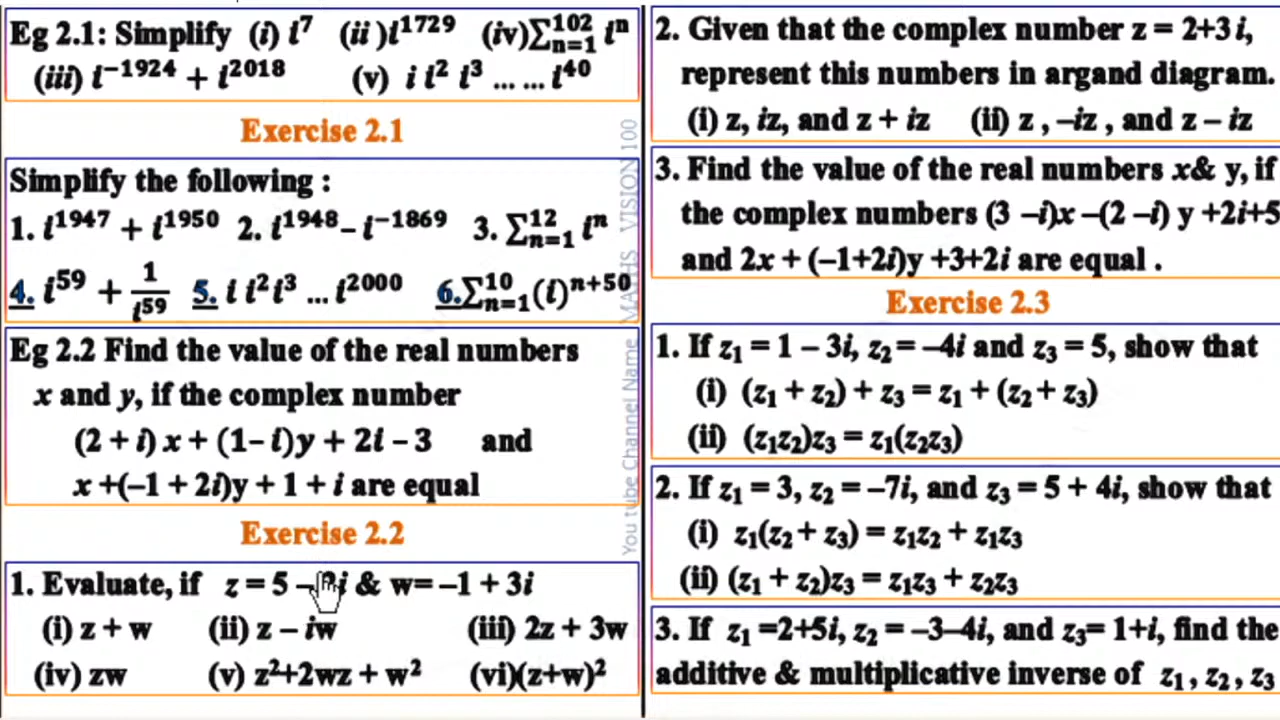 Eg 2.1: Simplify (i) i⁷ (ii) i¹⁷²⁹ (iv) ∑ₙ₌₁¹⁰² iⁿ
(iii) i⁻¹⁹²⁴ + i²⁰¹⁸ (v) i i² i³ ... ... i⁴⁰
Exercise 2.1
Simplify the following :
1. i¹⁹⁴⁷ + i¹⁹⁵⁰ 2. i¹⁹⁴⁸ – i⁻¹⁸⁶⁹ 3. ∑ₙ₌₁¹² iⁿ
4. i⁵⁹ + 1/i⁵⁹ 5. i i² i³ ... i²⁰⁰⁰ 6. ∑ₙ₌₁¹⁰ (i)ⁿ⁺⁵⁰
Eg 2.2 Find the value of the real numbers
x and y, if the complex number
(2 + i) x + (1– i)y + 2i – 3 and
x +(–1 + 2i)y + 1 + i are equal
Exercise 2.2
1. Evaluate, if z = 5 – i & w= –1 + 3i
(i) z + w (ii) z – iw (iii) 2z + 3w
(iv) zw (v) z²+2wz + w² (vi)(z+w)²
You tube Channel Name MATHS VISION 100
2. Given that the complex number z = 2+3i,
represent this numbers in argand diagram.
(i) z, iz, and z + iz (ii) z , –iz , and z – iz
3. Find the value of the real numbers x& y, if
the complex numbers (3 –i)x –(2 –i) y +2i+5
and 2x + (–1+2i)y +3+2i are equal .
Exercise 2.3
1. If z₁ = 1 – 3i, z₂ = –4i and z₃ = 5, show that
(i) (z₁ + z₂) + z₃ = z₁ + (z₂ + z₃)
(ii) (z₁z₂)z₃ = z₁(z₂z₃)
2. If z₁ = 3, z₂ = –7i, and z₃ = 5 + 4i, show that
(i) z₁(z₂ + z₃) = z₁z₂ + z₁z₃
(ii) (z₁ + z₂)z₃ = z₁z₃ + z₂z₃
3. If z₁ =2+5i, z₂ = –3–4i, and z₃= 1+i, find the
additive & multiplicative inverse of z₁ , z₂ , z₃